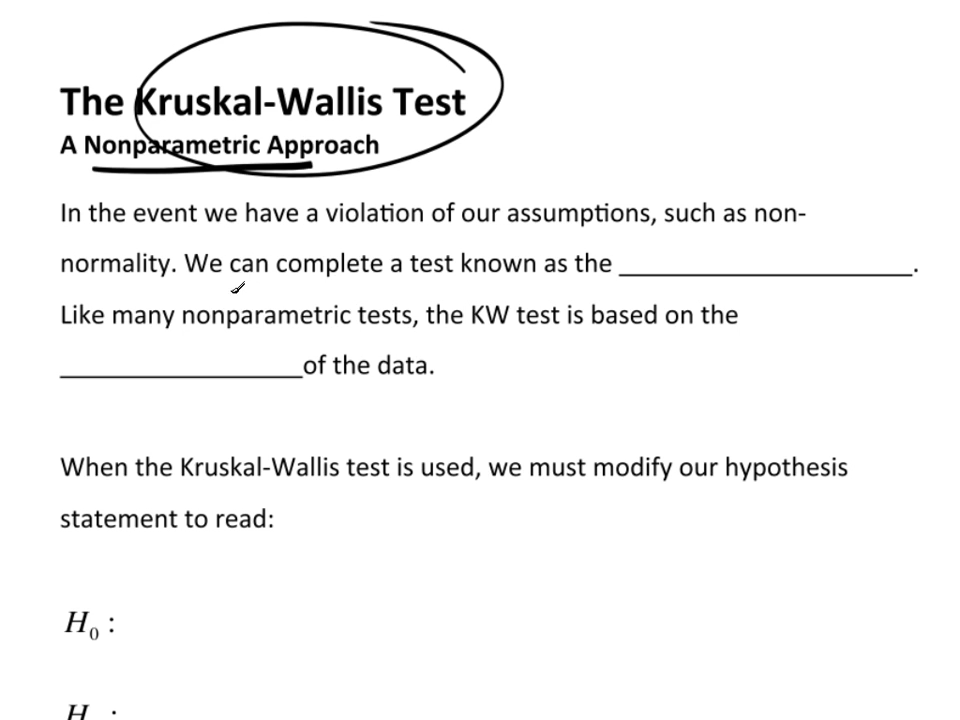 The Kruskal-Wallis Test
A Nonparametric Approach
In the event we have a violation of our assumptions, such as non-
normality. We can complete a test known as the ______________________.
Like many nonparametric tests, the KW test is based on the
__________________of the data.
When the Kruskal-Wallis test is used, we must modify our hypothesis
statement to read:
H₀ :
H :